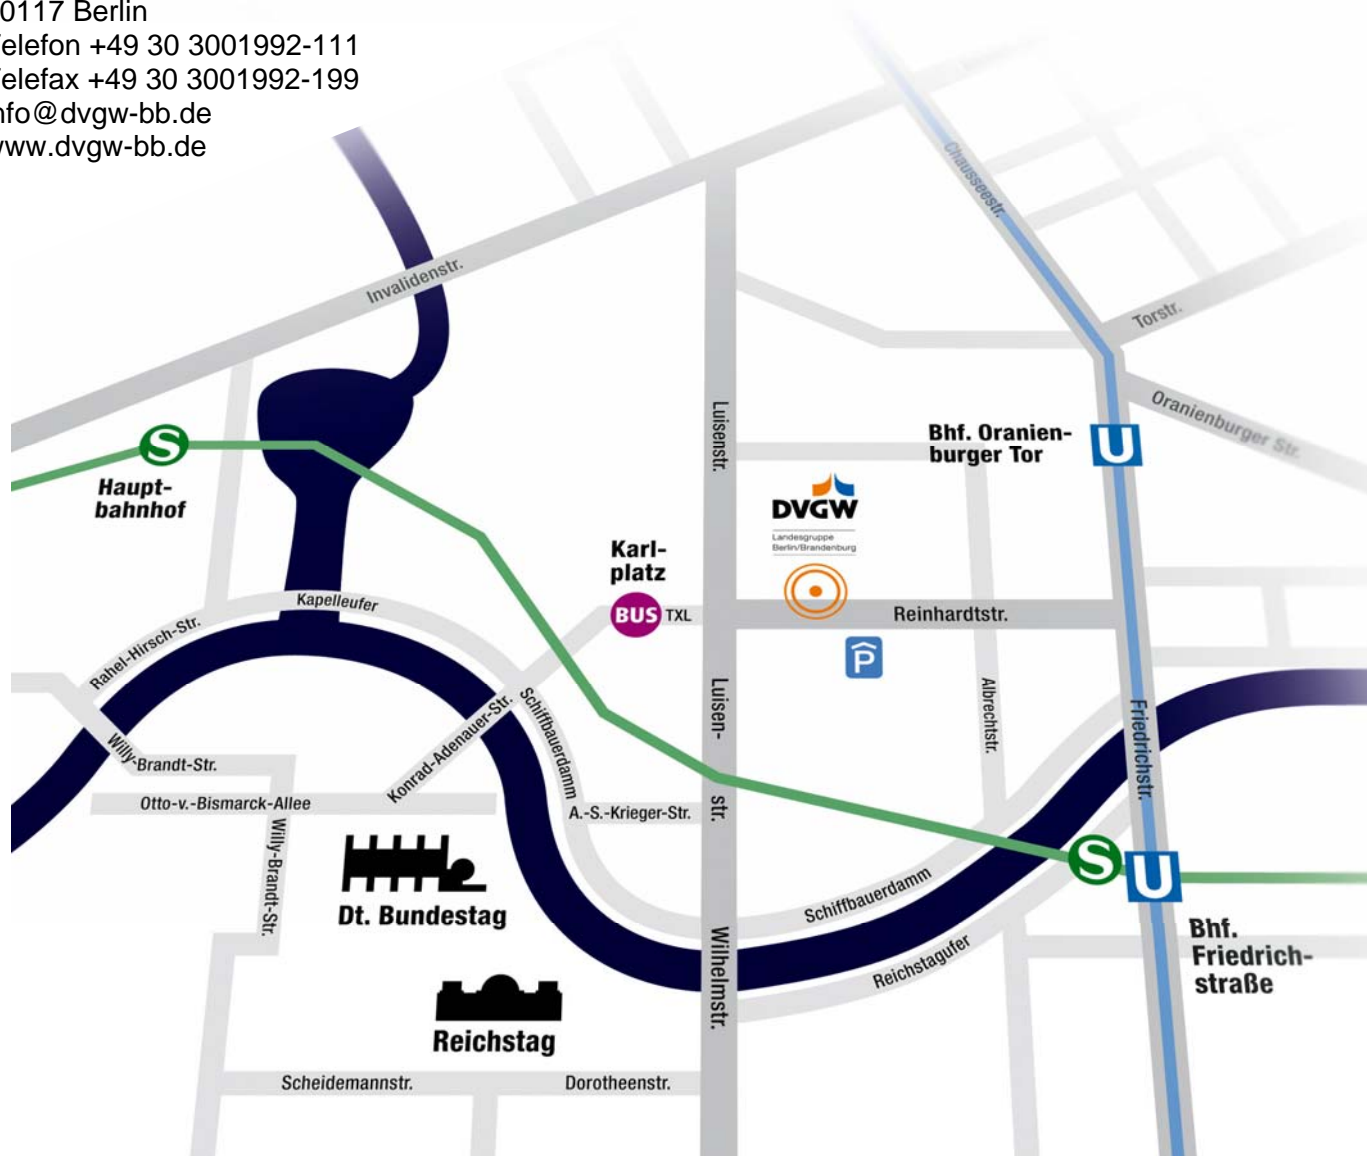 0117 Berlin
elefon +49 30 3001992-111
elefax +49 30 3001992-199
nfo@dvgw-bb.de
www.dvgw-bb.de
Chausseestr.
Invalidenstr.
Torstr.
Oranienburger Str.
Luisenstr.
Bhf. Oranien-
burger Tor
U
S
Haupt-
bahnhof
DVGW
Landesgruppe
Berlin/Brandenburg
Karl-
platz
BUS TXL
Reinhardtstr.
P
Kapelleufer
Rahel-Hirsch-Str.
Luisen-
str.
Albrechtstr.
Friedrichstr.
Schiffbauerdamm
Konrad-Adenauer-Str.
Willy-Brandt-Str.
Otto-v.-Bismarck-Allee
A.-S.-Krieger-Str.
Willy-Brandt-Str.
Dt. Bundestag
Schiffbauerdamm
S
U
Bhf.
Friedrich-
straße
Reichstagufer
Wilhelmstr.
Reichstag
Scheidemannstr.
Dorotheenstr.